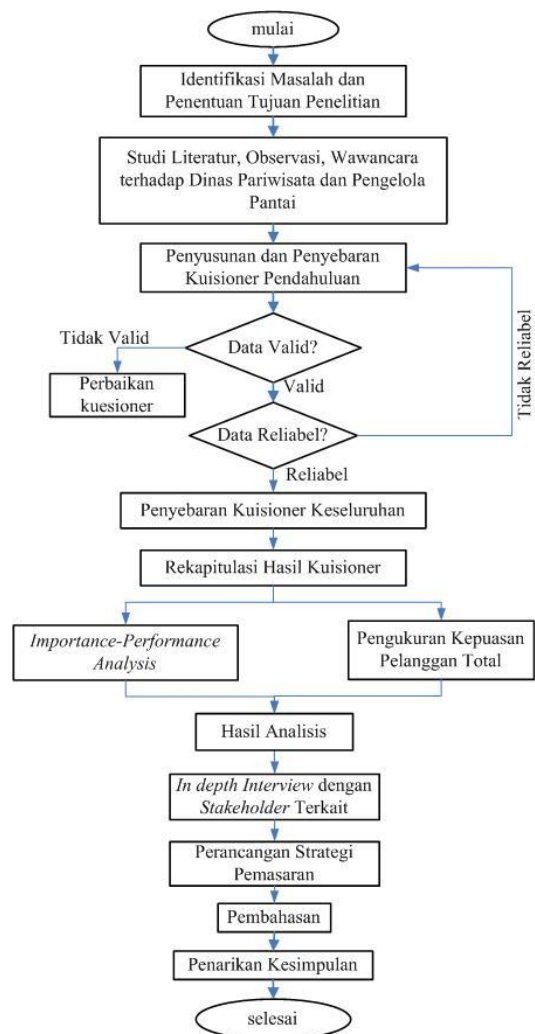 mulai
Identifikasi Masalah dan
Penentuan Tujuan Penelitian
Studi Literatur, Observasi, Wawancara
terhadap Dinas Pariwisata dan Pengelola
Pantai
Penyusunan dan Penyebaran
Kuisioner Pendahuluan
Tidak Valid
Data Valid?
Perbaikan
kuesioner
Valid
Tidak Reliabel
Data Reliabel?
Reliabel
Penyebaran Kuisioner Keseluruhan
Rekapitulasi Hasil Kuisioner
Importance-Performance
Analysis
Pengukuran Kepuasan
Pelanggan Total
Hasil Analisis
In depth Interview dengan
Stakeholder Terkait
Perancangan Strategi
Pemasaran
Pembahasan
Penarikan Kesimpulan
selesai